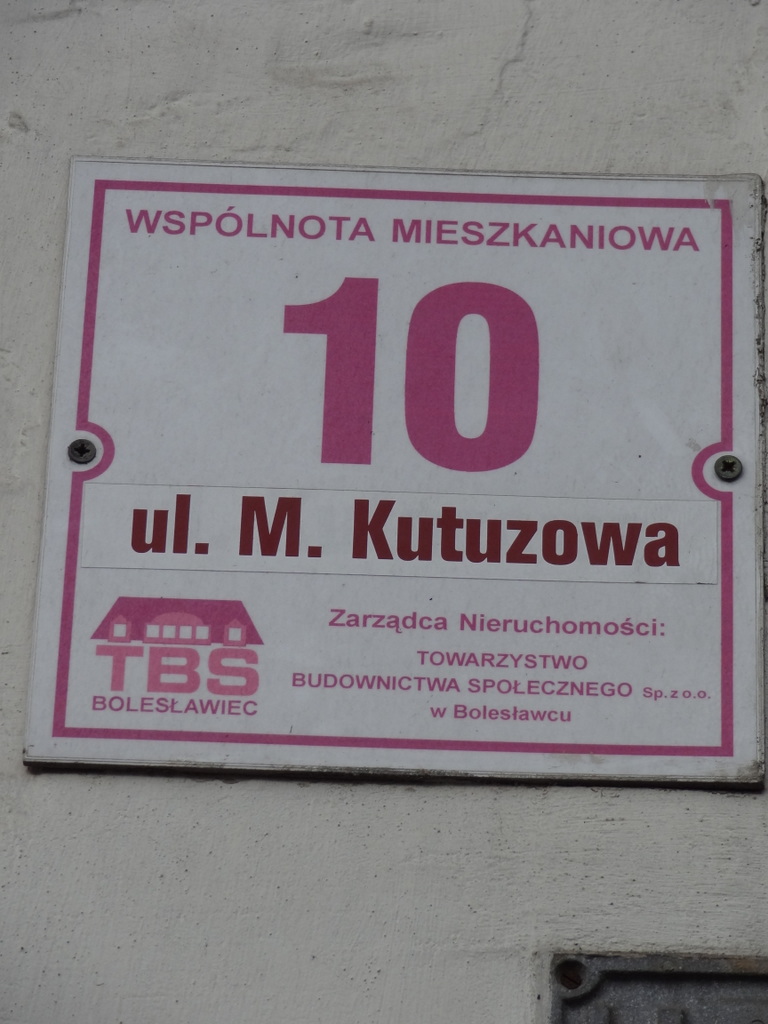 WSPÓLNOTA MIESZKANIOWA
10
ul. M. Kutuzowa
TBS
BOLESŁAWIEC
Zarządca Nieruchomości:
TOWARZYSTWO
BUDOWNICTWA SPOŁECZNEGO Sp. z o.o.
w Bolesławcu